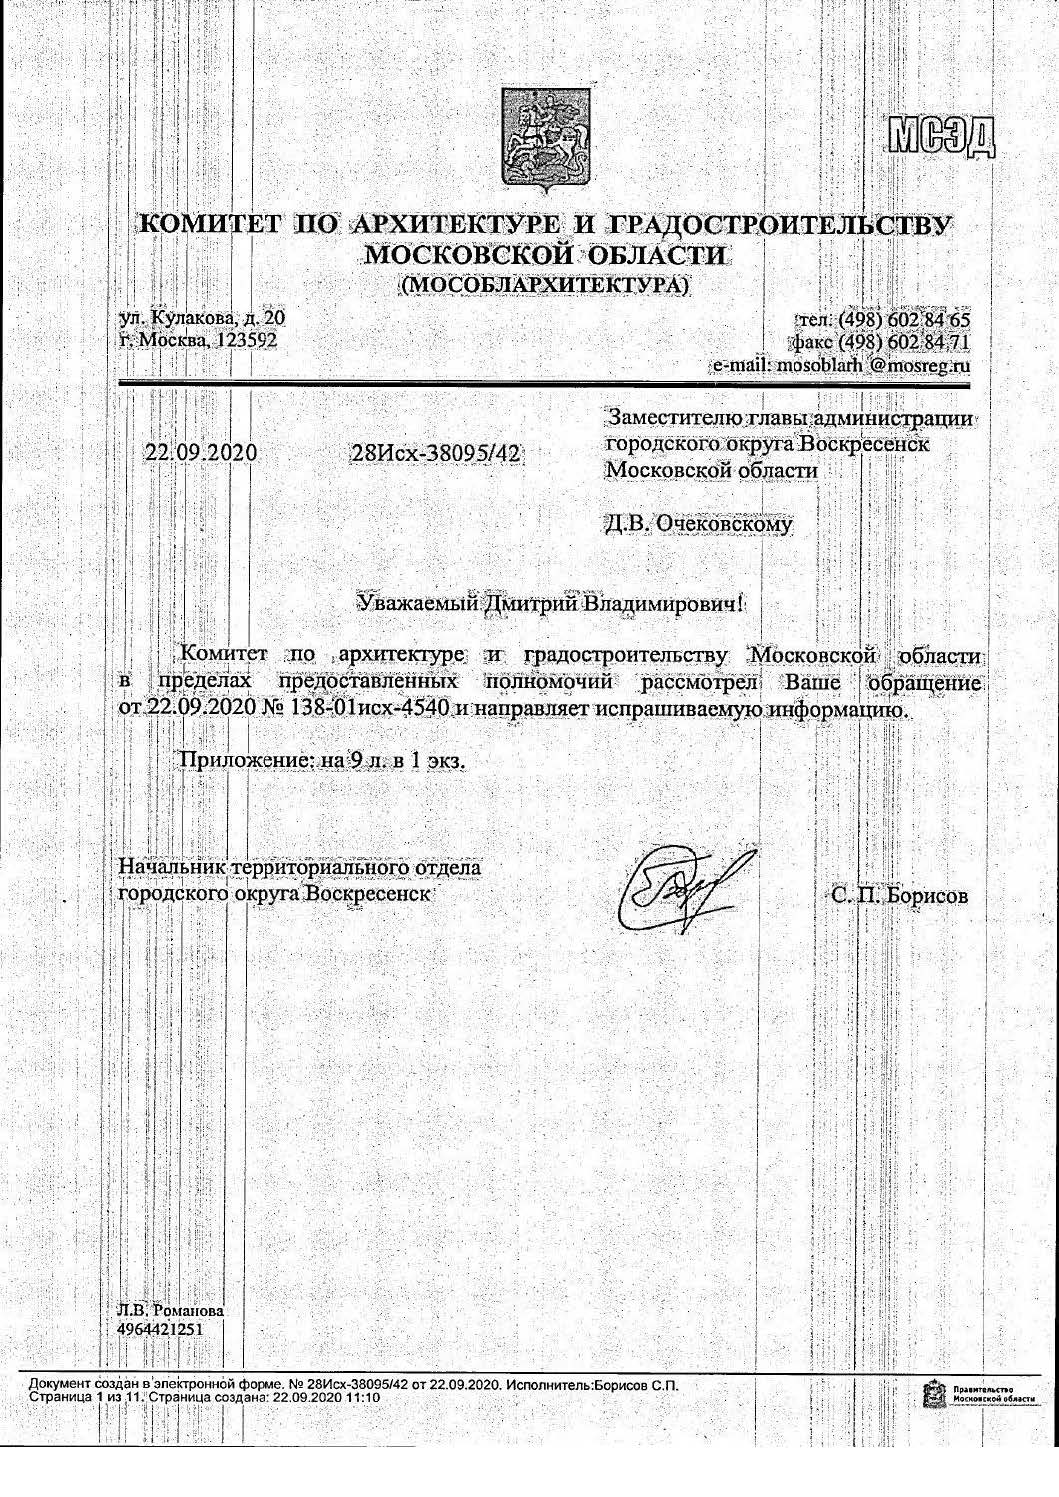 МСЭД
КОМИТЕТ ПО АРХИТЕКТУРЕ И ГРАДОСТРОИТЕЛЬСТВУ
МОСКОВСКОЙ ОБЛАСТИ
(МОСОБЛАРХИТЕКТУРА)
ул. Кулакова, д. 20
г. Москва, 123592
тел. (498) 602 84 65
факс (498) 602 84 71
e-mail: mosoblarh @mosreg.ru
22.09.2020 28Исх-38095/42
Заместителю главы администрации
городского округа Воскресенск
Московской области
Д.В. Очековскому
Уважаемый Дмитрий Владимирович!
Комитет по архитектуре и градостроительству Московской области
в пределах предоставленных полномочий рассмотрел Ваше обращение
от 22.09.2020 № 138-01исх-4540 и направляет испрашиваемую информацию.
Приложение: на 9 л. в 1 экз.
Начальник территориального отдела
городского округа Воскресенск
С. П. Борисов
Л.В. Романова
4964421251
Документ создан в электронной форме. № 28Исх-38095/42 от 22.09.2020. Исполнитель:Борисов С.П.
Страница 1 из 11. Страница создана: 22.09.2020 11:10
Правительство
Московской области